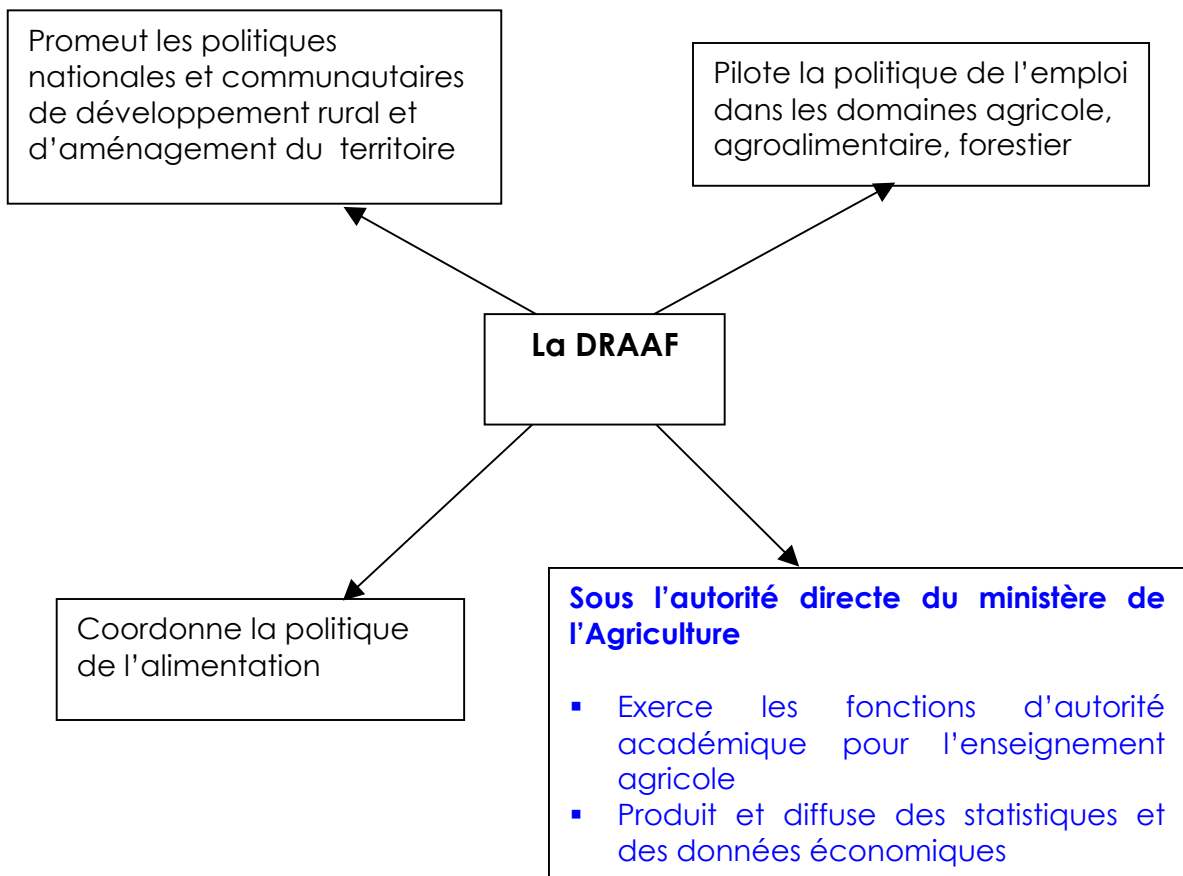 Promeut les politiques
nationales et communautaires
de développement rural et
d’aménagement du territoire
Pilote la politique de l’emploi
dans les domaines agricole,
agroalimentaire, forestier
La DRAAF
Coordonne la politique
de l’alimentation
Sous l’autorité directe du ministère de
l’Agriculture
▪ Exerce les fonctions d’autorité
académique pour l’enseignement
agricole
▪ Produit et diffuse des statistiques et
des données économiques